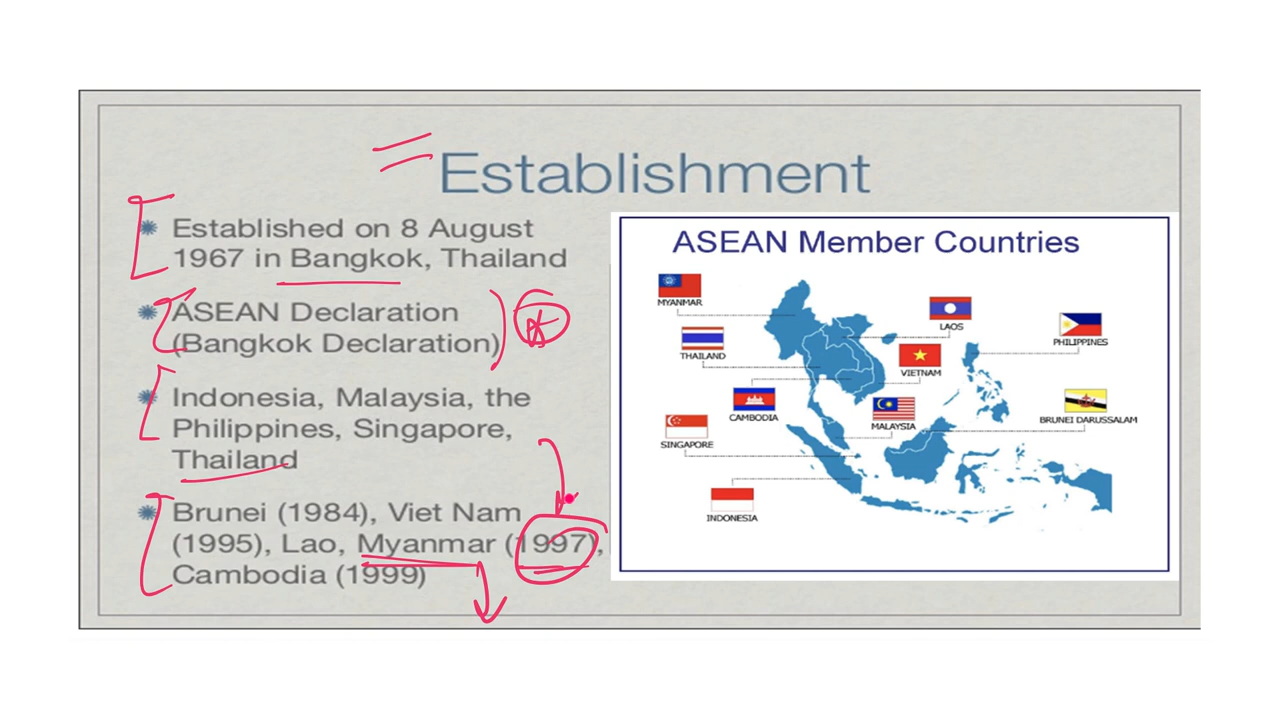 Establishment
Established on 8 August
1967 in Bangkok, Thailand
ASEAN Declaration
(Bangkok Declaration)
Indonesia, Malaysia, the
Philippines, Singapore,
Thailand
Brunei (1984), Viet Nam
(1995), Lao, Myanmar (1997),
Cambodia (1999)
ASEAN Member Countries
MYANMAR
LAOS
PHILIPPINES
THAILAND
VIETNAM
CAMBODIA
MALAYSIA
BRUNEI DARUSSALAM
SINGAPORE
INDONESIA